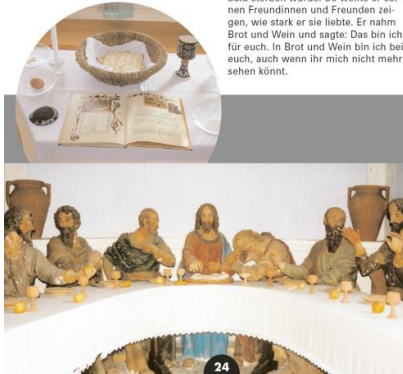 nen Freundinnen und Freunden zei-
gen, wie stark er sie liebte. Er nahm
Brot und Wein und sagte: Das bin ich
für euch. In Brot und Wein bin ich bei
euch, auch wenn ihr mich nicht mehr
sehen könnt.
24